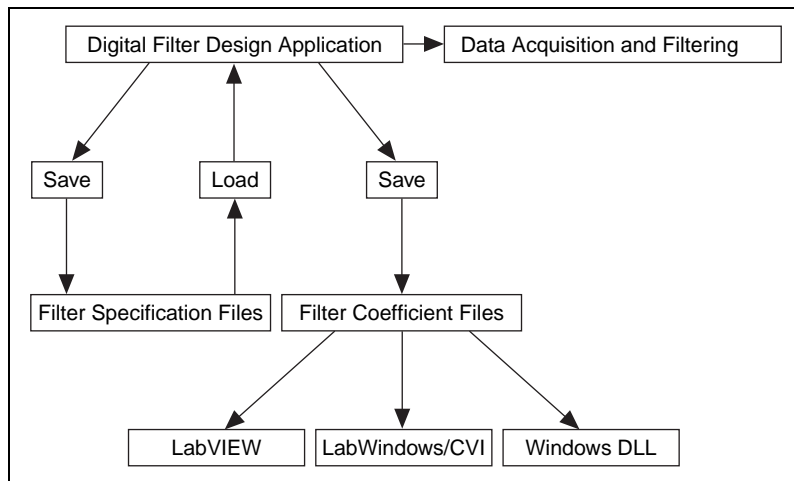 Digital Filter Design Application
Data Acquisition and Filtering
Save
Load
Save
Filter Specification Files
Filter Coefficient Files
LabVIEW
LabWindows/CVI
Windows DLL